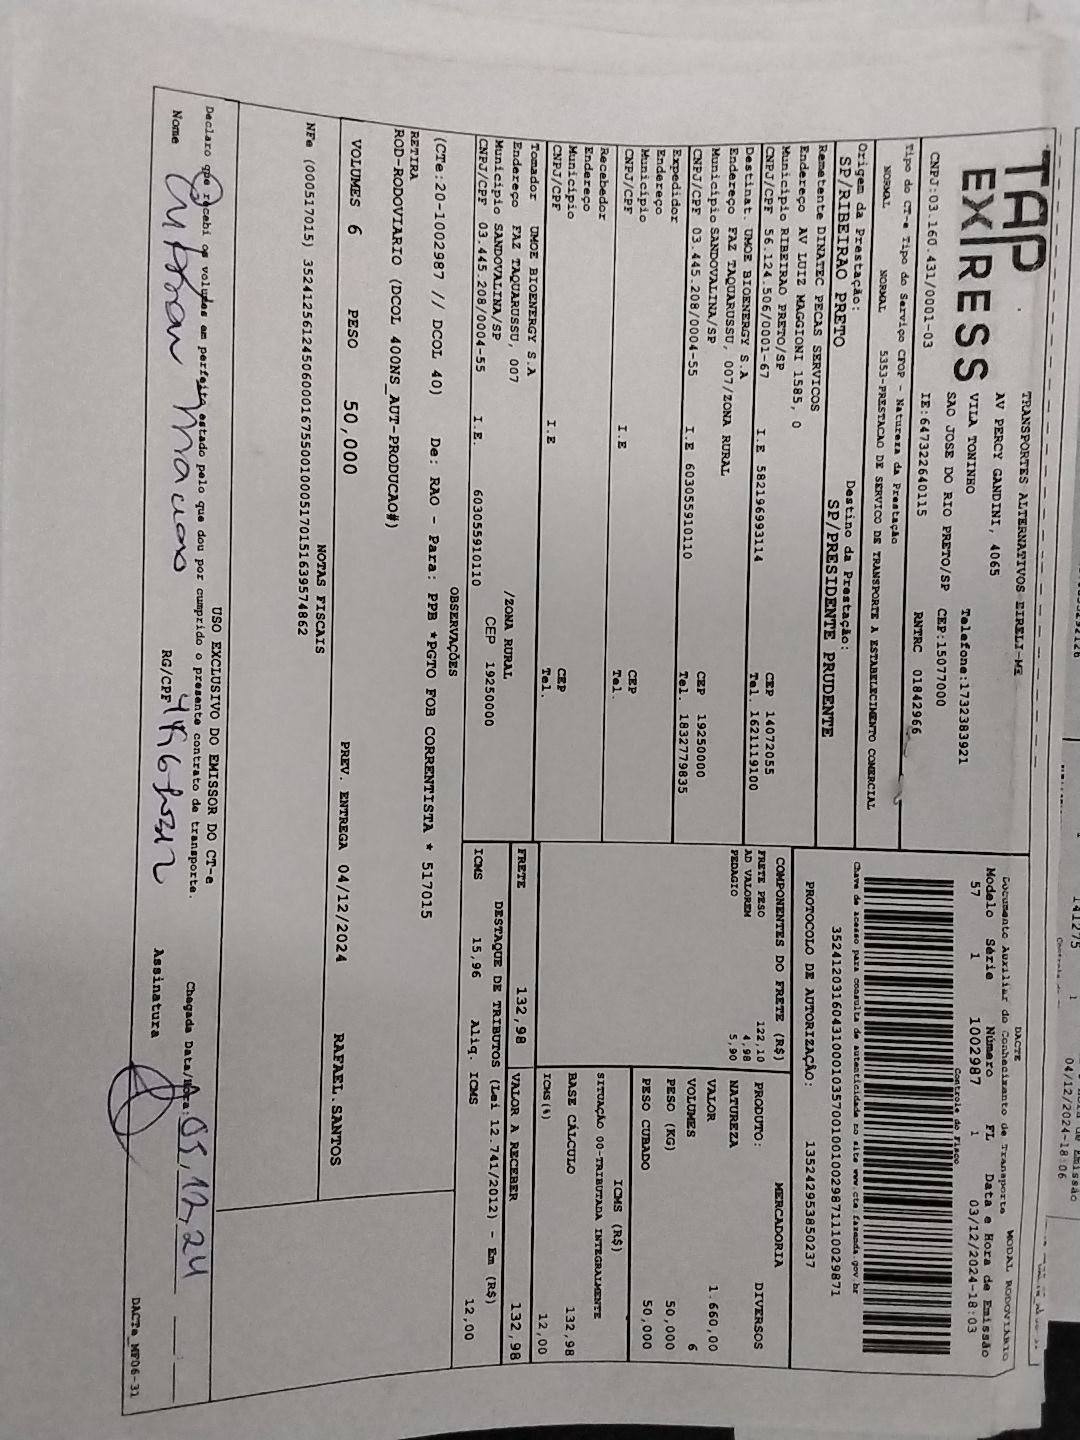 TAP
EXPRESS
TRANSPORTES ALTERNATIVOS EIRELI-ME
AV PERCY GANDINI, 4065
VILA TONINHO
Telefone:1732383921
SAO JOSE DO RIO PRETO/SP CEP:15077000
CNPJ:03.160.431/0001-03 IE:647322640115 RNTRC 01842966
DACTE MODAL RODOVIÁRIO
Documento Auxiliar do Conhecimento de Transporte
Modelo Série Número FL Data e Hora de Emissão
57 1 1002987 1 03/12/2024-18:03
Controle do Fisco
Chave de acesso para consulta de autenticidade no site www.cte.fazenda.gov.br
PROTOCOLO DE AUTORIZAÇÃO: 135242953850237
Tipo do CT-e Tipo do Serviço CFOP - Natureza da Prestação
NORMAL NORMAL 5353-PRESTACAO DE SERVICO DE TRANSPORTE A ESTABELECIMENTO COMERCIAL
Origem da Prestação: Destino da Prestação:
SP/RIBEIRAO PRETO SP/PRESIDENTE PRUDENTE
Remetente DINATEC PECAS SERVICOS
Endereço AV LUIZ MAGGIONI 1585, 0
Município RIBEIRAO PRETO/SP CEP 14072055
CNPJ/CPF 56.124.506/0001-67 I.E 582196993114 Tel. 1621119100
Destinat. UMOE BIOENERGY S.A
Endereço FAZ TAQUARUSSU, 007/ZONA RURAL
Município SANDOVALINA/SP CEP 19250000
CNPJ/CPF 03.445.208/0004-55 I.E 603055910110 Tel. 1832779835
Expedidor
Endereço
Município CEP
CNPJ/CPF I.E Tel.
Recebedor
Endereço
Município CEP
CNPJ/CPF I.E Tel.
Tomador UMOE BIOENERGY S.A
Endereço FAZ TAQUARUSSU, 007 /ZONA RURAL
Município SANDOVALINA/SP CEP 19250000
CNPJ/CPF 03.445.208/0004-55 I.E. 603055910110
COMPONENTES DO FRETE (R$)
FRETE PESO 122,10
AD VALOREM 4,98
PEDAGIO 5,90
MERCADORIA
PRODUTO: DIVERSOS
NATUREZA
VALOR 1.660,00
VOLUMES 6
PESO (KG) 50,000
PESO CUBADO 50,000
ICMS (R$)
SITUAÇÃO 00-TRIBUTADA INTEGRALMENTE
BASE CÁLCULO 132,98
ICMS(%) 12,00
FRETE 132,98 VALOR A RECEBER 132,98
DESTAQUE DE TRIBUTOS (Lei 12.741/2012) - Em (R$)
ICMS 15,96 Aliq. ICMS 12,00
OBSERVAÇÕES
(CTe:20-1002987 // DCOL 40) De: RAO - Para: PPB *PGTO FOB CORRENTISTA * 517015
RETIRA
ROD-RODOVIARIO (DCOL 400NS_AUT-PRODUCAO#)
VOLUMES 6 PESO 50,000 PREV. ENTREGA 04/12/2024 RAFAEL.SANTOS
NOTAS FISCAIS
USO EXCLUSIVO DO EMISSOR DO CT-e
Declaro que recebi os volumes em perfeito estado pelo que dou por cumprido o presente contrato de transporte.
Chegada Data/Hora: 05,12,24 __:__
Nome RG/CPF Assinatura
DACTe_MP06-31
141275 1
04/12/2024-18:06